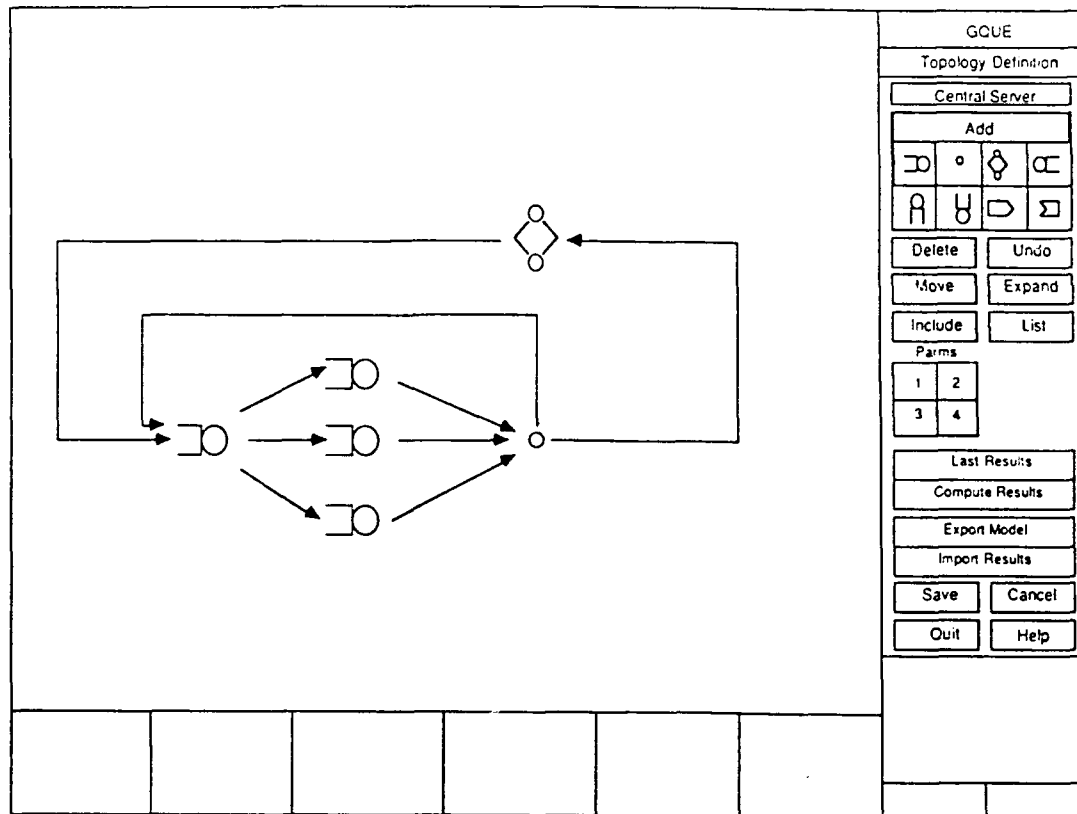 GQUE
Topology Definition
Central Server
Add
Delete Undo
Move Expand
Include List
Parms
1 2
3 4
Last Results
Compute Results
Export Model
Import Results
Save Cancel
Quit Help